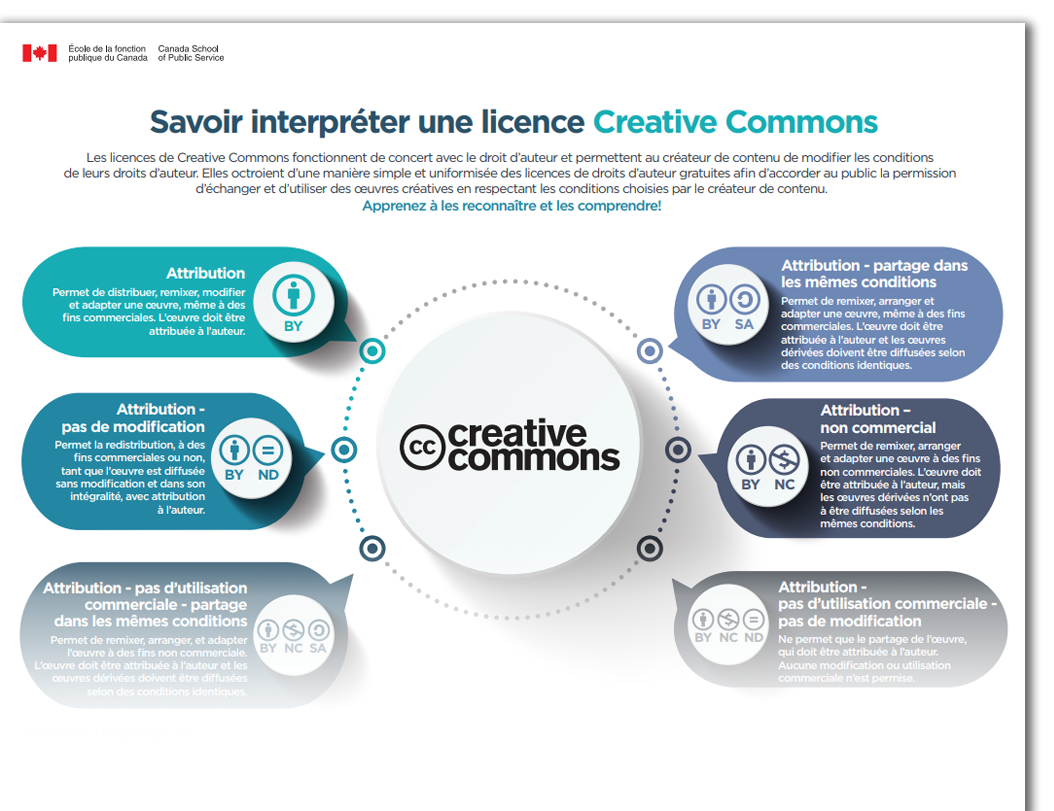 École de la fonction
publique du Canada
Canada School
of Public Service
Savoir interpréter une licence Creative Commons
Les licences de Creative Commons fonctionnent de concert avec le droit d'auteur et permettent au créateur de contenu de modifier les conditions
de leurs droits d'auteur. Elles octroient d'une manière simple et uniformisée des licences de droits d'auteur gratuites afin d'accorder au public la permission
d'échanger et d'utiliser des œuvres créatives en respectant les conditions choisies par le créateur de contenu.
Apprenez à les reconnaître et les comprendre!
Attribution
Permet de distribuer, remixer, modifier
et adapter une œuvre, même à des
fins commerciales. L'œuvre doit être
attribuée à l'auteur.
BY
Attribution -
pas de modification
Permet la redistribution, à des
fins commerciales ou non,
tant que l'œuvre est diffusée
sans modification et dans son
intégralité, avec attribution
à l'auteur.
BY ND
Attribution - pas d'utilisation
commerciale - partage
dans les mêmes conditions
Permet de remixer, arranger, et adapter
l'œuvre à des fins non commerciale.
L'œuvre doit être attribuée à l'auteur et les
œuvres dérivées doivent être diffusées
selon des conditions identiques.
BY NC SA
cc creative
commons
Attribution - partage dans
les mêmes conditions
Permet de remixer, arranger et
adapter une œuvre, même à des fins
commerciales. L'œuvre doit être
attribuée à l'auteur et les œuvres
dérivées doivent être diffusées selon
des conditions identiques.
BY SA
Attribution –
non commercial
Permet de remixer, arranger
et adapter une œuvre à des fins
non commerciales. L'œuvre doit
être attribuée à l'auteur, mais
les œuvres dérivées n'ont pas
à être diffusées selon les
mêmes conditions.
BY NC
Attribution -
pas d'utilisation commerciale -
pas de modification
Ne permet que le partage de l'œuvre,
qui doit être attribuée à l'auteur.
Aucune modification ou utilisation
commerciale n'est permise.
BY NC ND